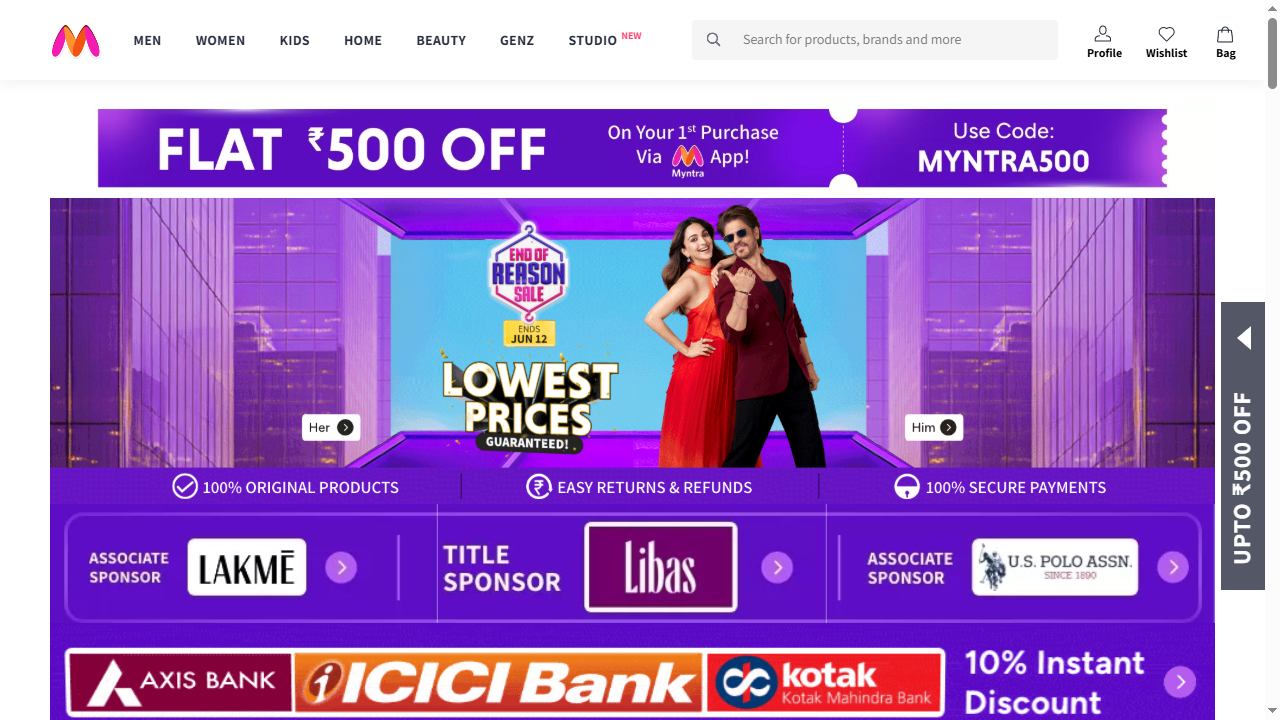 MEN WOMEN KIDS HOME BEAUTY GENZ STUDIO NEW
Search for products, brands and more
Profile Wishlist Bag
FLAT ₹500 OFF
On Your 1st Purchase
Via Myntra App!
Use Code:
MYNTRA500
END OF
REASON
SALE
ENDS
JUN 12
LOWEST
PRICES
GUARANTEED!
Her
Him
UPTO ₹500 OFF
100% ORIGINAL PRODUCTS
EASY RETURNS & REFUNDS
100% SECURE PAYMENTS
ASSOCIATE
SPONSOR
LAKMĒ
TITLE
SPONSOR
Libas
ASSOCIATE
SPONSOR
U.S. POLO ASSN.
SINCE 1890
AXIS BANK
ICICI Bank
kotak
Kotak Mahindra Bank
10% Instant
Discount